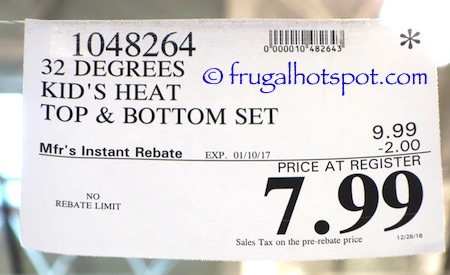 1048264
0000010482643
*
32 DEGREES
© frugalhotspot.com
KID'S HEAT
TOP & BOTTOM SET
9.99
Mfr's Instant Rebate EXP. 01/10/17 -2.00
PRICE AT REGISTER
NO
REBATE LIMIT
7.99
Sales Tax on the pre-rebate price
12/26/16